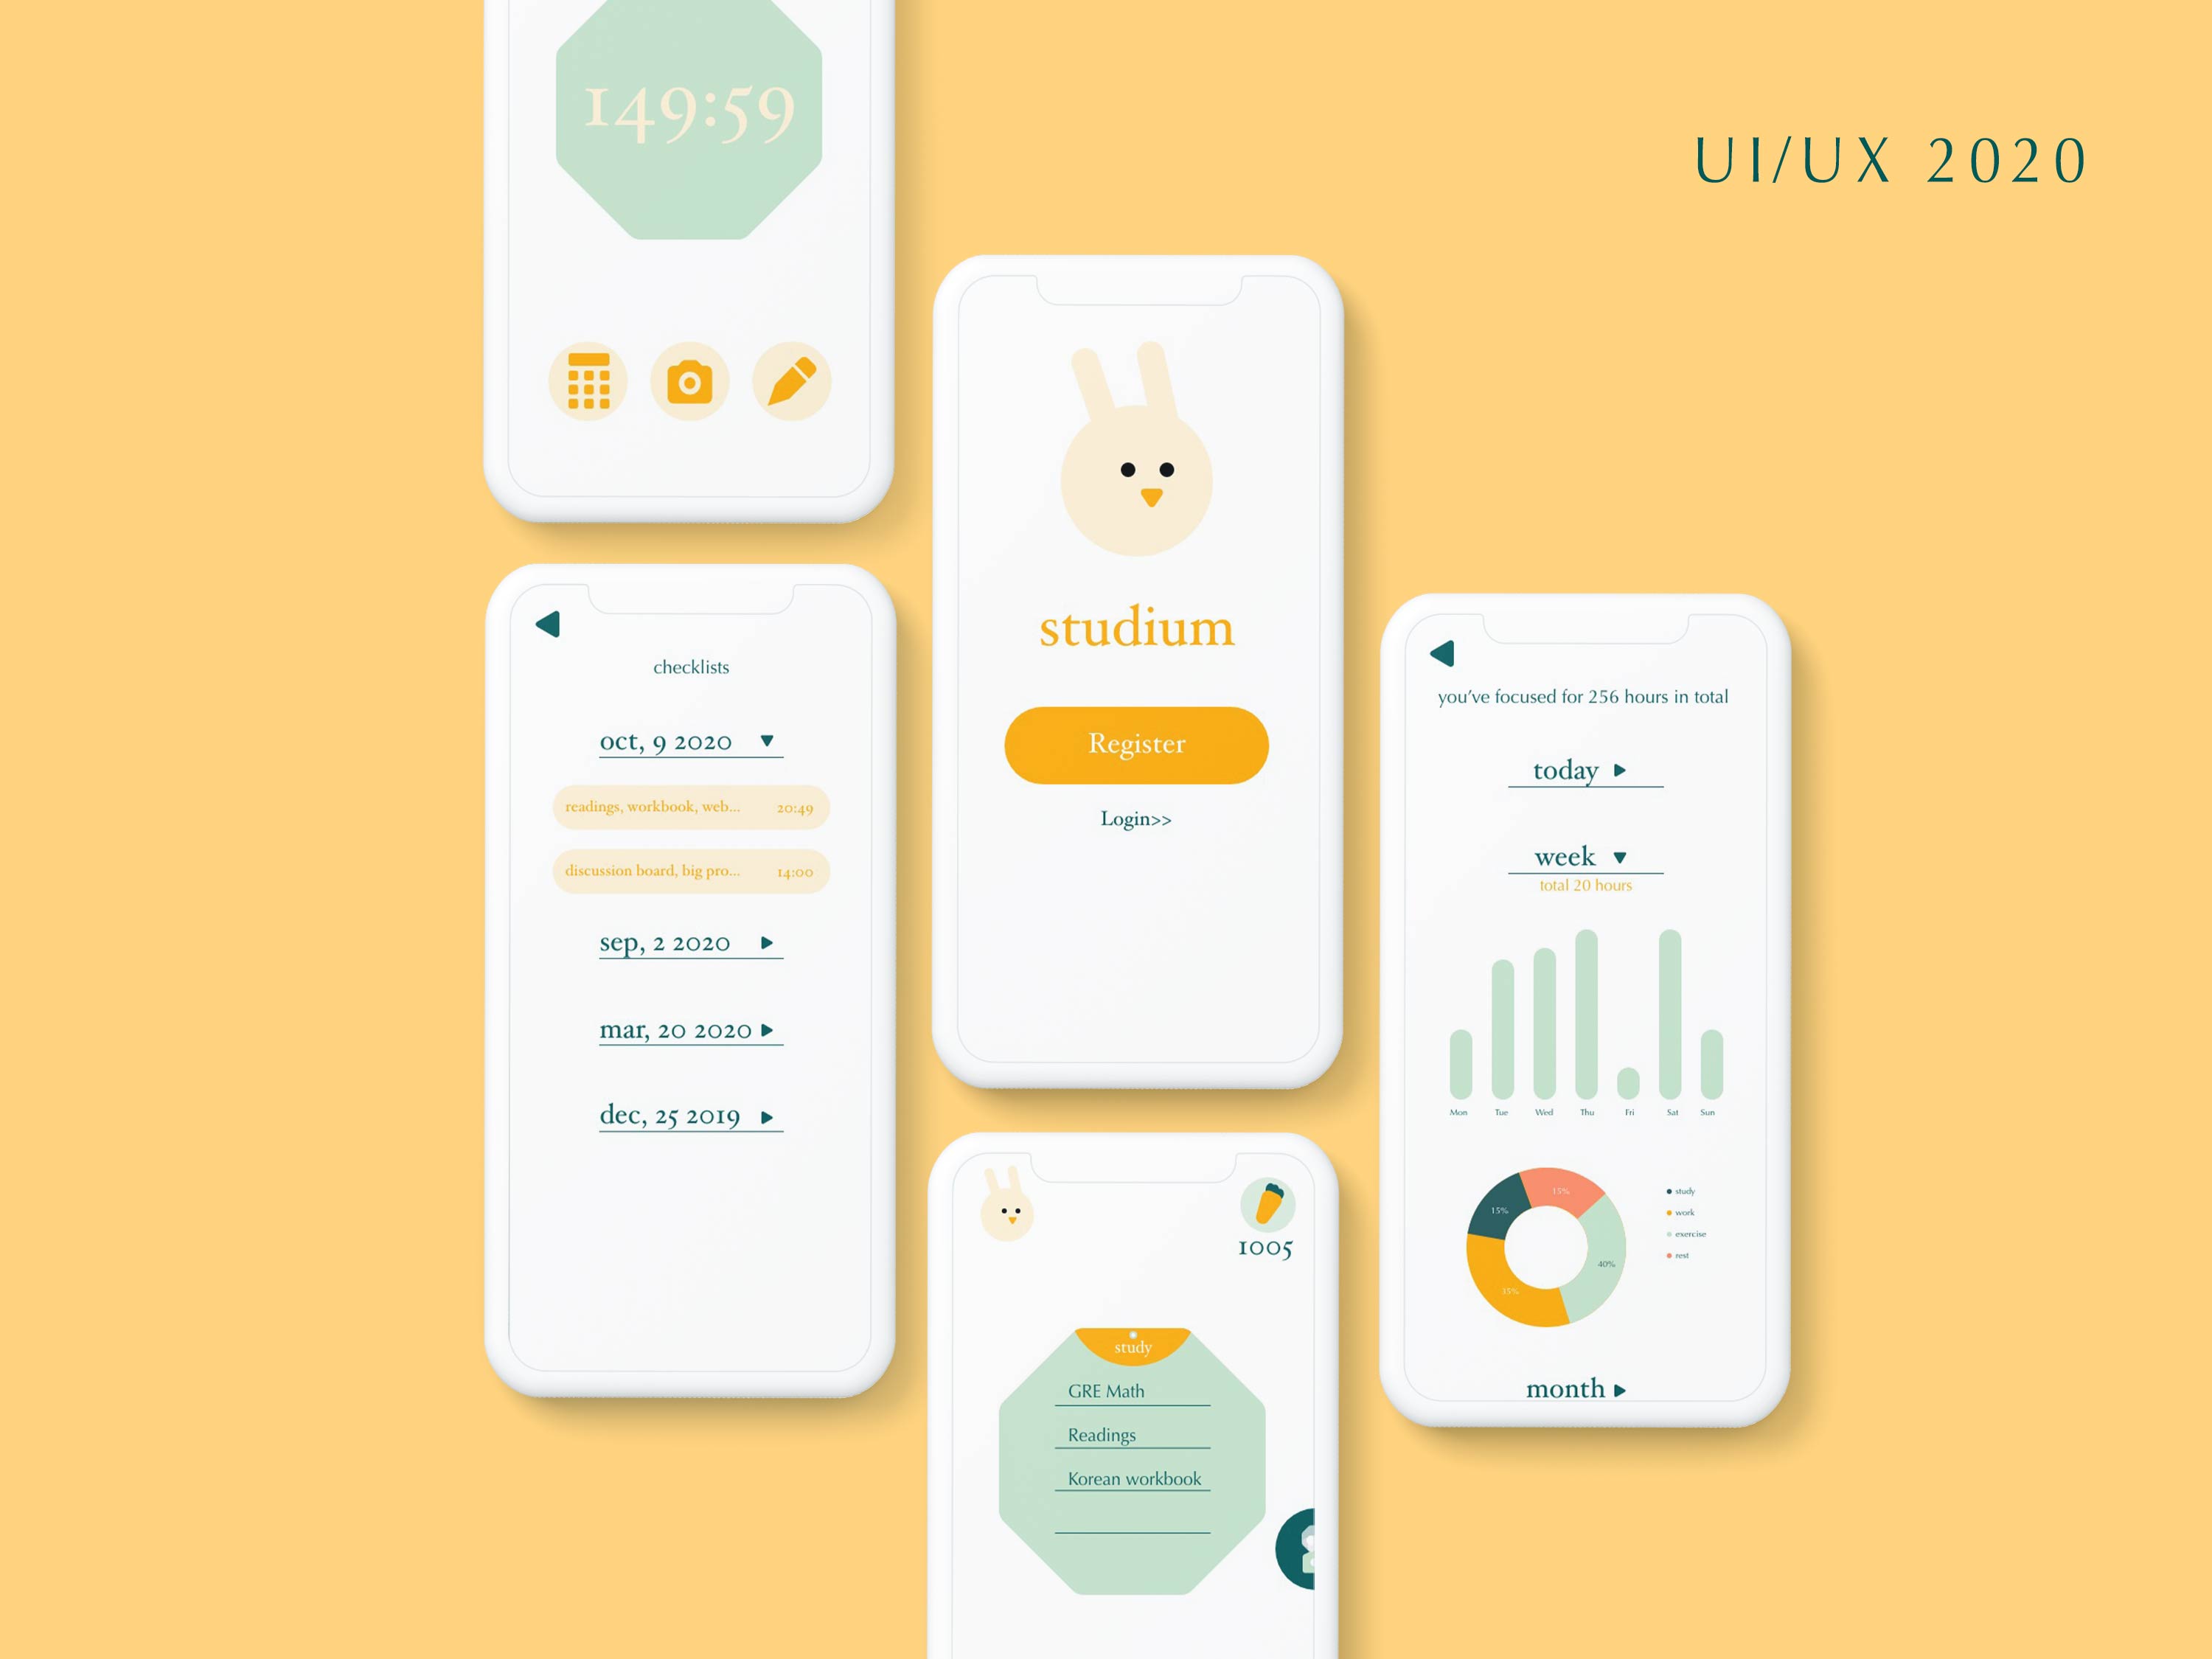 149:59
UI/UX 2020
studium
Register
Login>>
checklists
oct, 9 2020
readings, workbook, web... 20:49
discussion board, big pro... 14:00
sep, 2 2020
mar, 20 2020
dec, 25 2019
you've focused for 256 hours in total
today
week
total 20 hours
Mon Tue Wed Thu Fri Sat Sun
15%
15%
40%
35%
study
work
exercise
rest
month
1005
study
GRE Math
Readings
Korean workbook